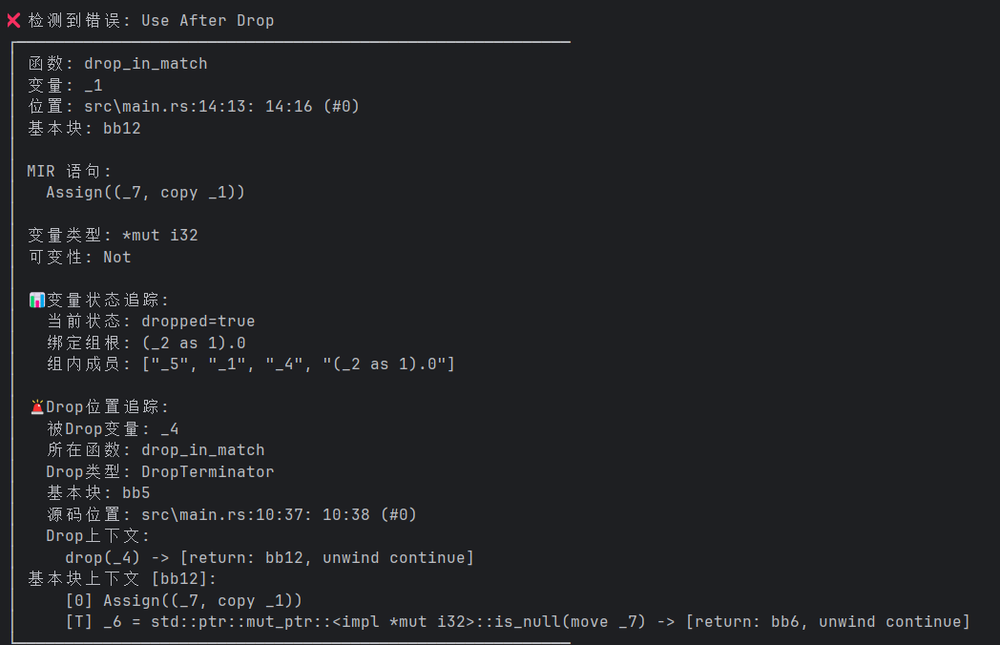 ❌ 检测到错误: Use After Drop
函数: drop_in_match
变量: _1
位置: src\main.rs:14:13: 14:16 (#0)
基本块: bb12
MIR 语句:
Assign((_7, copy _1))
变量类型: *mut i32
可变性: Not
📊变量状态追踪:
当前状态: dropped=true
绑定组根: (_2 as 1).0
组内成员: ["_5", "_1", "_4", "(_2 as 1).0"]
🚨Drop位置追踪:
被Drop变量: _4
所在函数: drop_in_match
Drop类型: DropTerminator
基本块: bb5
源码位置: src\main.rs:10:37: 10:38 (#0)
Drop上下文:
drop(_4) -> [return: bb12, unwind continue]
基本块上下文 [bb12]:
[0] Assign((_7, copy _1))
[T] _6 = std::ptr::mut_ptr::<impl *mut i32>::is_null(move _7) -> [return: bb6, unwind continue]